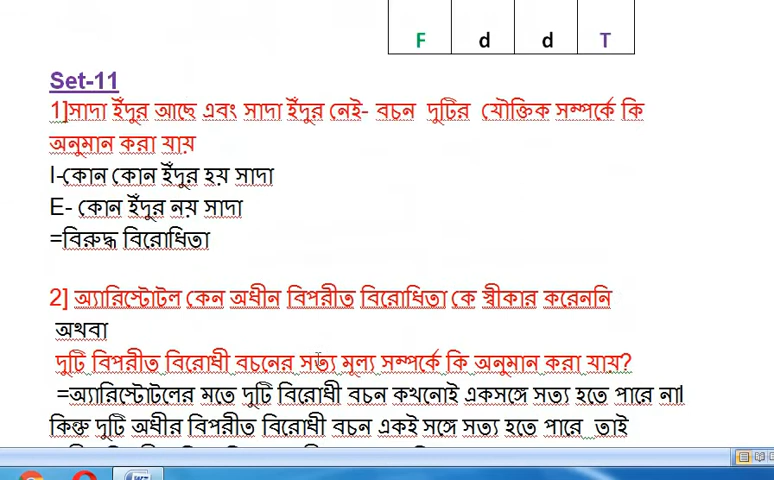 F d d T
Set-11
1]সাদা ইঁদুর আছে এবং সাদা ইঁদুর নেই- বচন দুটির যৌক্তিক সম্পর্কে কি
অনুমান করা যায়
I-কোন কোন ইঁদুর হয় সাদা
E- কোন ইঁদুর নয় সাদা
=বিরুদ্ধ বিরোধিতা
2] অ্যারিস্টোটল কেন অধীন বিপরীত বিরোধিতা কে স্বীকার করেননি
অথবা
দুটি বিপরীত বিরোধী বচনের সত্য মূল্য সম্পর্কে কি অনুমান করা যায়?
=অ্যারিস্টোটলের মতে দুটি বিরোধী বচন কখনোই একসঙ্গে সত্য হতে পারে না।
কিন্তু দুটি অধীর বিপরীত বিরোধী বচন একই সঙ্গে সত্য হতে পারে তাই